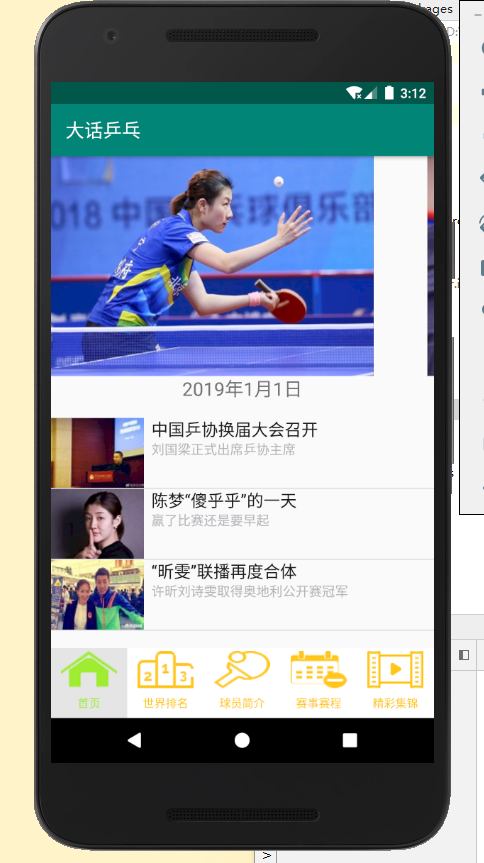 ckages
3:12
大话乒乓
018 中国
乒球俱乐部
2019年1月1日
中国乒协换届大会召开
刘国梁正式出席乒协主席
陈梦“傻乎乎”的一天
赢了比赛还是要早起
“昕雯”联播再度合体
许昕刘诗雯取得奥地利公开赛冠军
2 1 3
首页
世界排名
球员简介
赛事赛程
精彩集锦